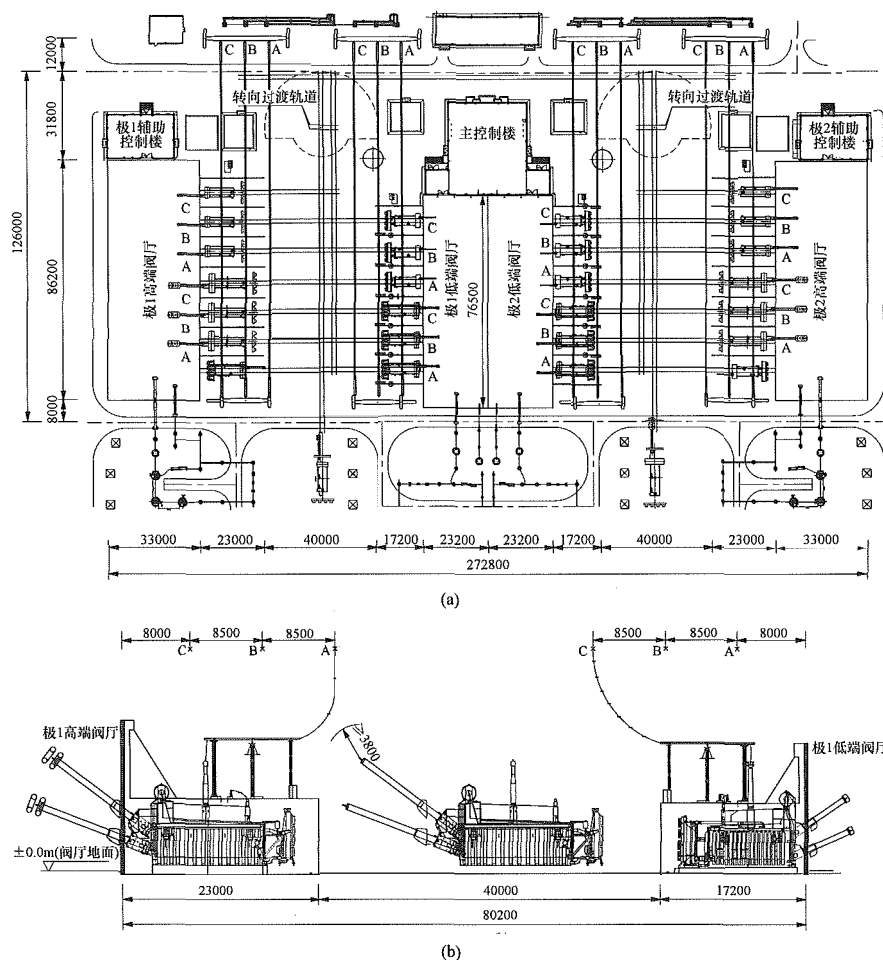 C B A
B A
C B A
C B A
12000
31800
126000
86200
8000
转向过渡轨道
转向过渡轨道
极1辅助
控制楼
主控制楼
极2辅助
控制楼
极1高端阀厅
C
B
A
C
B
A
C
B
A
C
B
A
极1低端阀厅
76500
极2低端阀厅
C
B
A
C
B
A
C
B
A
C
B
A
极2高端阀厅
33000 23000 40000 17200 23200 23200 17200 40000 23000 33000
272800
(a)
8000 8500 8500
C B A
8500 8500 8000
C B A
极1高端阀厅
≥3800
极1低端阀厅
±0.0m(阀厅地面)
23000 40000 17200
80200
(b)